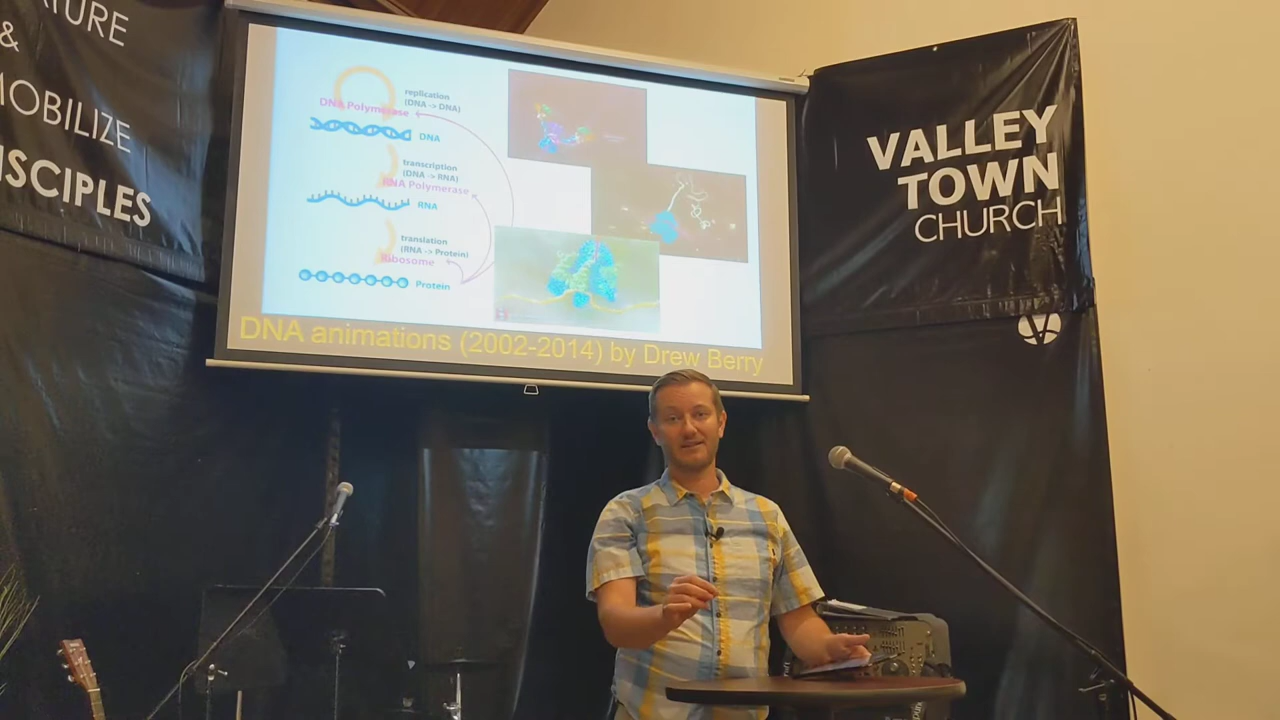 &
MOBILIZE
DISCIPLES
replication
(DNA -> DNA)
DNA Polymerase
DNA
transcription
(DNA -> RNA)
RNA Polymerase
RNA
translation
(RNA -> Protein)
Ribosome
Protein
DNA animations (2002-2014) by Drew Berry
VALLEY
TOWN
CHURCH